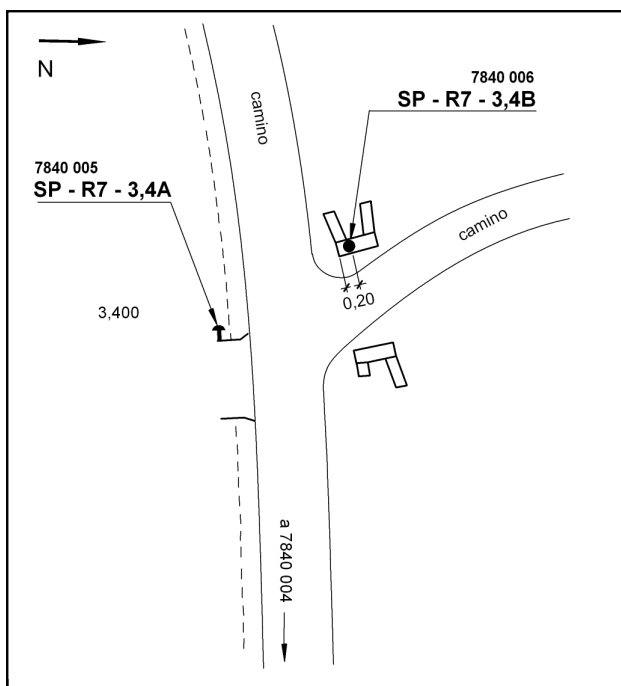 N
camino
7840 006
SP - R7 - 3,4B
7840 005
SP - R7 - 3,4A
camino
0,20
3,400
a 7840 004